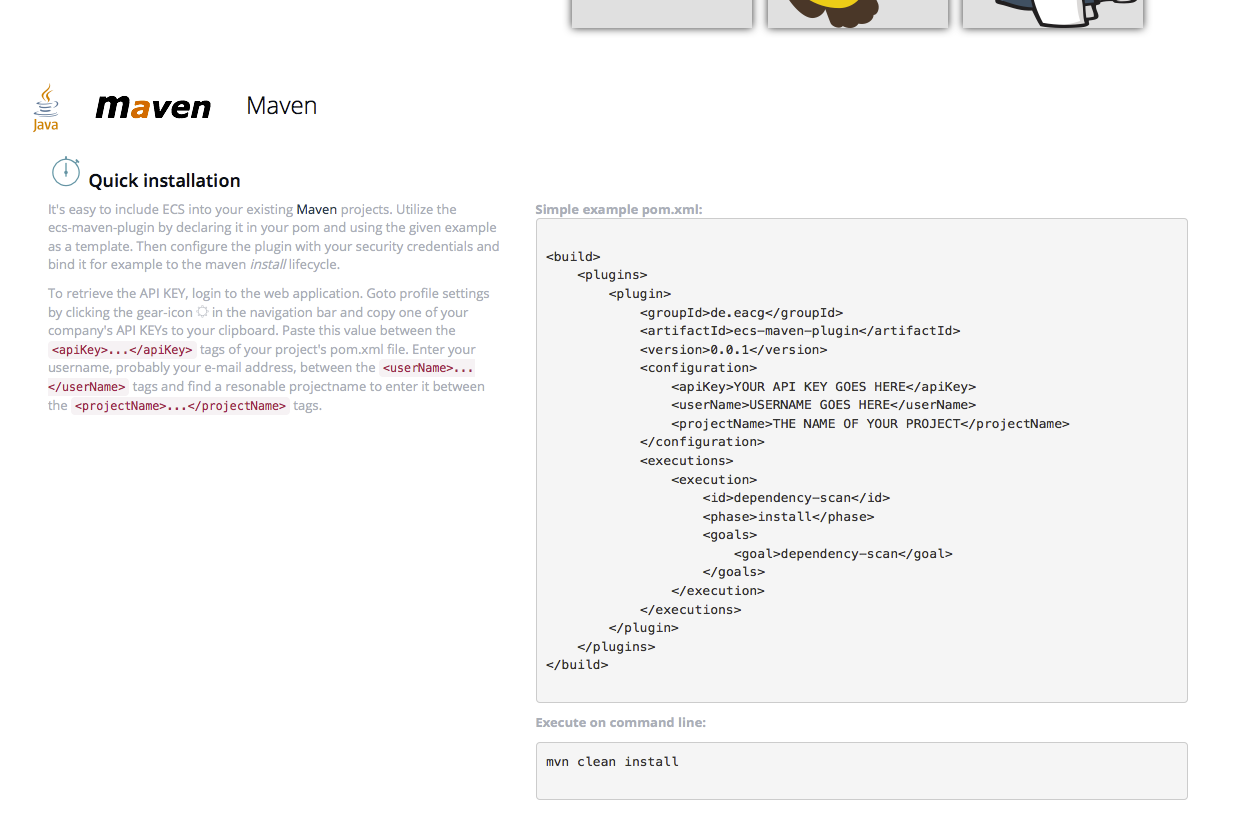 Java
maven
Maven
Quick installation
It's easy to include ECS into your existing Maven projects. Utilize the
ecs-maven-plugin by declaring it in your pom and using the given example
as a template. Then configure the plugin with your security credentials and
bind it for example to the maven install lifecycle.
To retrieve the API KEY, login to the web application. Goto profile settings
by clicking the gear-icon in the navigation bar and copy one of your
company's API KEYs to your clipboard. Paste this value between the
<apiKey>...</apiKey> tags of your project's pom.xml file. Enter your
username, probably your e-mail address, between the <userName>...
</userName> tags and find a resonable projectname to enter it between
the <projectName>...</projectName> tags.
Simple example pom.xml:
<build>
    <plugins>
        <plugin>
            <groupId>de.eacg</groupId>
            <artifactId>ecs-maven-plugin</artifactId>
            <version>0.0.1</version>
            <configuration>
                <apiKey>YOUR API KEY GOES HERE</apiKey>
                <userName>USERNAME GOES HERE</userName>
                <projectName>THE NAME OF YOUR PROJECT</projectName>
            </configuration>
            <executions>
                <execution>
                    <id>dependency-scan</id>
                    <phase>install</phase>
                    <goals>
                        <goal>dependency-scan</goal>
                    </goals>
                </execution>
            </executions>
        </plugin>
    </plugins>
</build>
Execute on command line:
mvn clean install